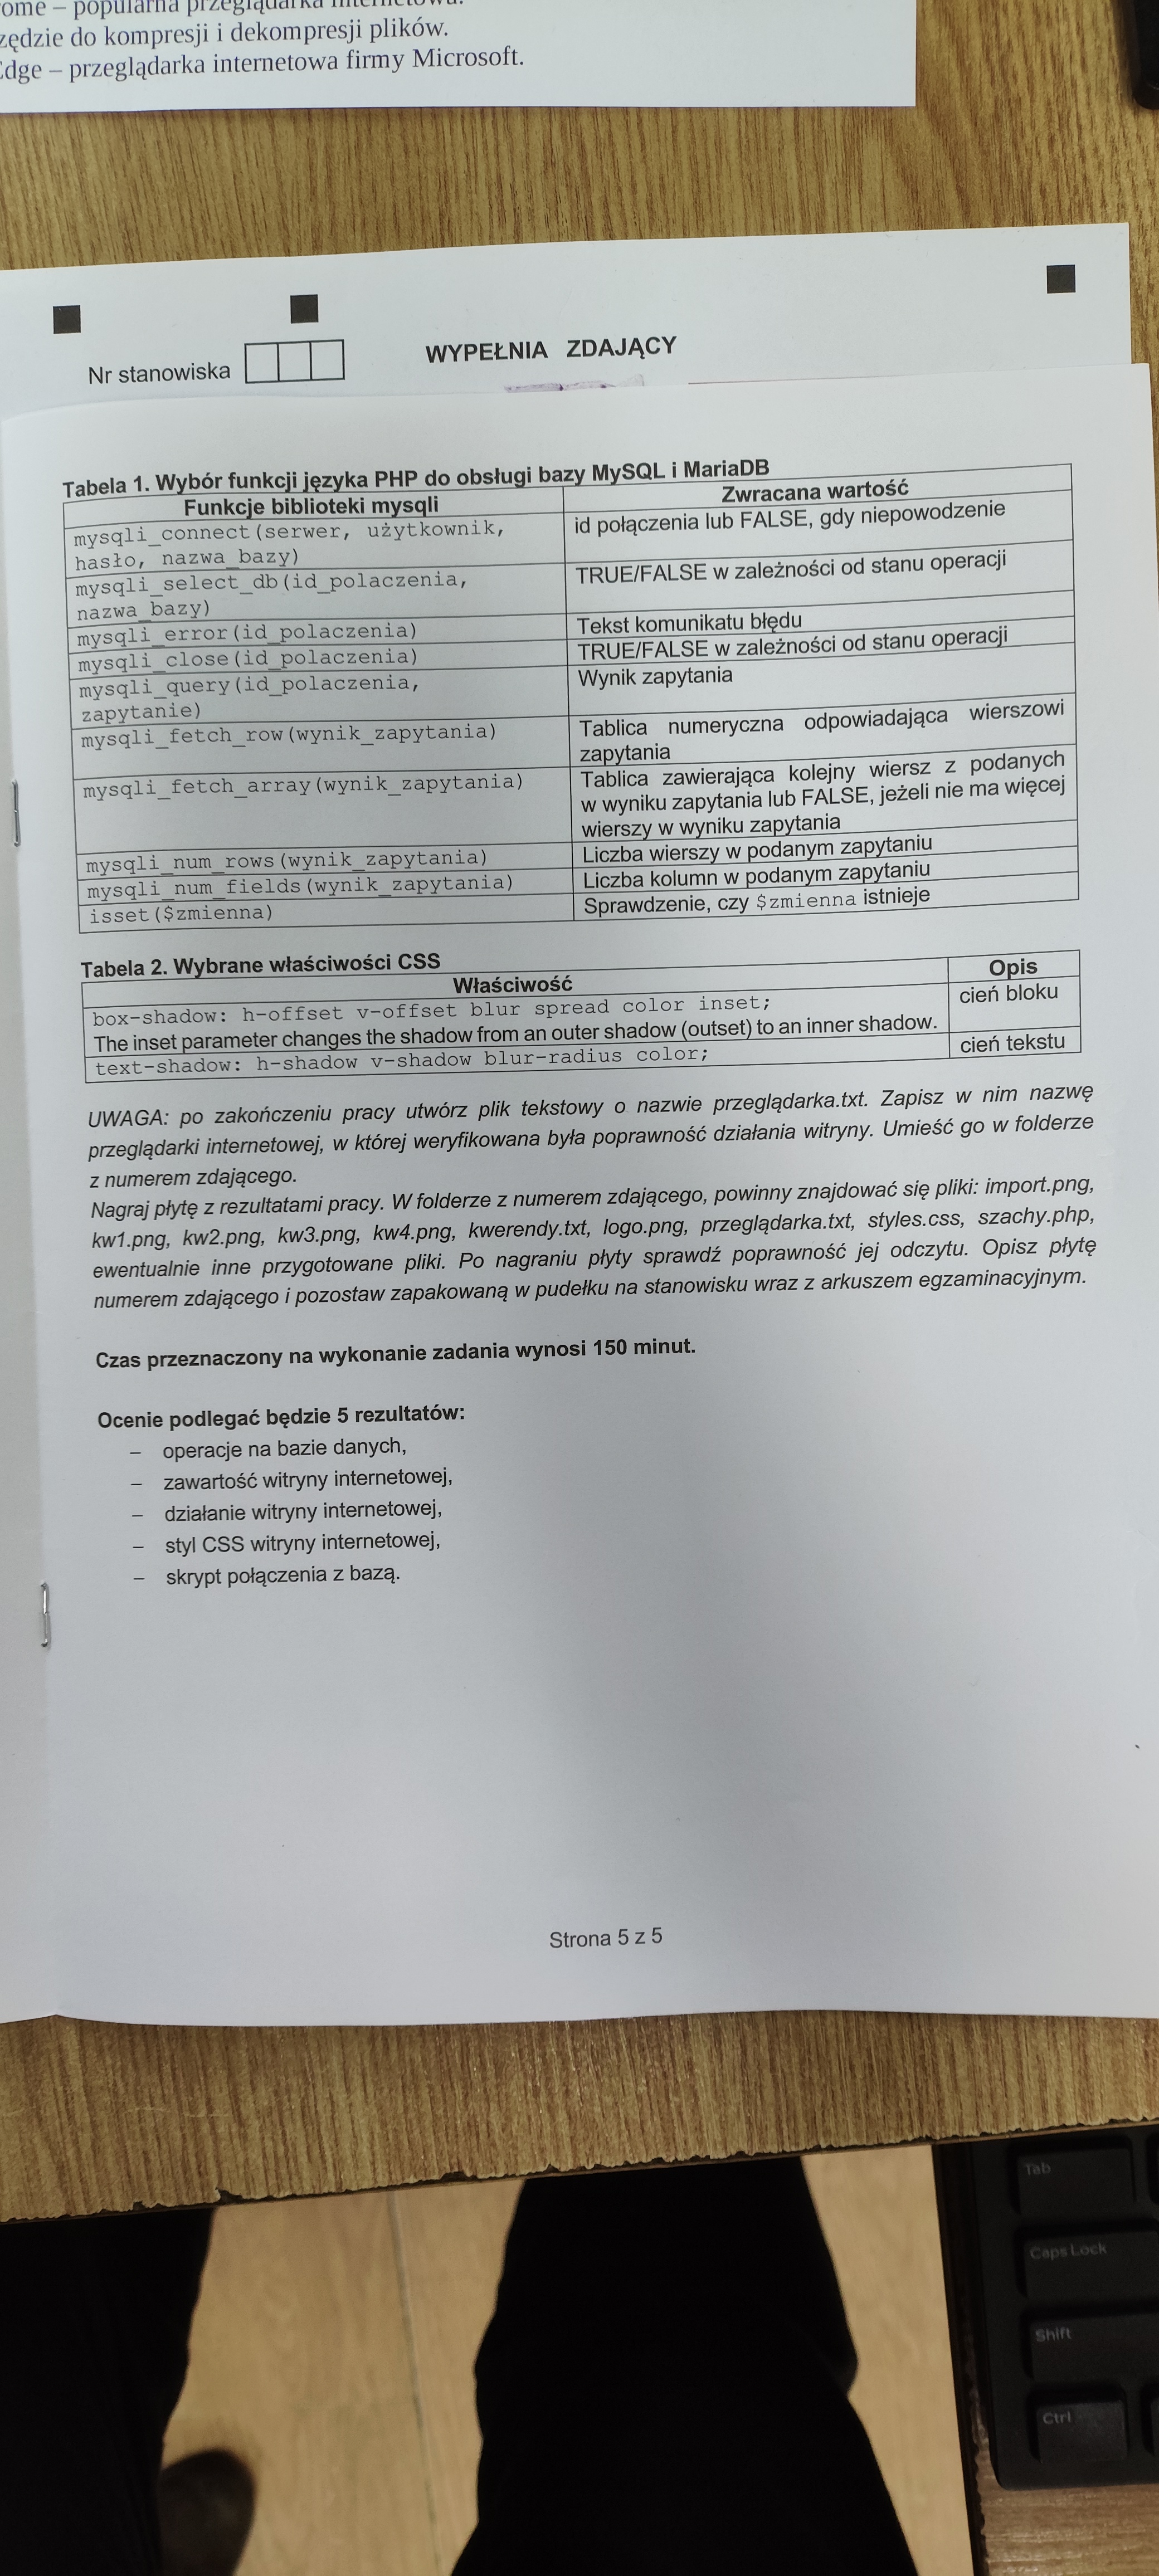 ome – popularna przeglądarka internetowa.
zędzie do kompresji i dekompresji plików.
Edge – przeglądarka internetowa firmy Microsoft.
Nr stanowiska
WYPEŁNIA ZDAJĄCY
Tabela 1. Wybór funkcji języka PHP do obsługi bazy MySQL i MariaDB
Funkcje biblioteki mysqli
Zwracana wartość
mysqli_connect(serwer, użytkownik,
hasło, nazwa_bazy)
id połączenia lub FALSE, gdy niepowodzenie
mysqli_select_db(id_polaczenia,
nazwa_bazy)
TRUE/FALSE w zależności od stanu operacji
mysqli_error(id_polaczenia)
Tekst komunikatu błędu
mysqli_close(id_polaczenia)
TRUE/FALSE w zależności od stanu operacji
mysqli_query(id_polaczenia,
zapytanie)
Wynik zapytania
mysqli_fetch_row(wynik_zapytania)
Tablica numeryczna odpowiadająca wierszowi
zapytania
mysqli_fetch_array(wynik_zapytania)
Tablica zawierająca kolejny wiersz z podanych
w wyniku zapytania lub FALSE, jeżeli nie ma więcej
wierszy w wyniku zapytania
mysqli_num_rows(wynik_zapytania)
Liczba wierszy w podanym zapytaniu
mysqli_num_fields(wynik_zapytania)
Liczba kolumn w podanym zapytaniu
isset($zmienna)
Sprawdzenie, czy $zmienna istnieje
Tabela 2. Wybrane właściwości CSS
Właściwość
Opis
box-shadow: h-offset v-offset blur spread color inset;
The inset parameter changes the shadow from an outer shadow (outset) to an inner shadow.
cień bloku
text-shadow: h-shadow v-shadow blur-radius color;
cień tekstu
UWAGA: po zakończeniu pracy utwórz plik tekstowy o nazwie przeglądarka.txt. Zapisz w nim nazwę
przeglądarki internetowej, w której weryfikowana była poprawność działania witryny. Umieść go w folderze
z numerem zdającego.
Nagraj płytę z rezultatami pracy. W folderze z numerem zdającego, powinny znajdować się pliki: import.png,
kw1.png, kw2.png, kw3.png, kw4.png, kwerendy.txt, logo.png, przeglądarka.txt, styles.css, szachy.php,
ewentualnie inne przygotowane pliki. Po nagraniu płyty sprawdź poprawność jej odczytu. Opisz płytę
numerem zdającego i pozostaw zapakowaną w pudełku na stanowisku wraz z arkuszem egzaminacyjnym.
Czas przeznaczony na wykonanie zadania wynosi 150 minut.
Ocenie podlegać będzie 5 rezultatów:
– operacje na bazie danych,
– zawartość witryny internetowej,
– działanie witryny internetowej,
– styl CSS witryny internetowej,
– skrypt połączenia z bazą.
Strona 5 z 5
Tab
Caps Lock
Shift
Ctrl